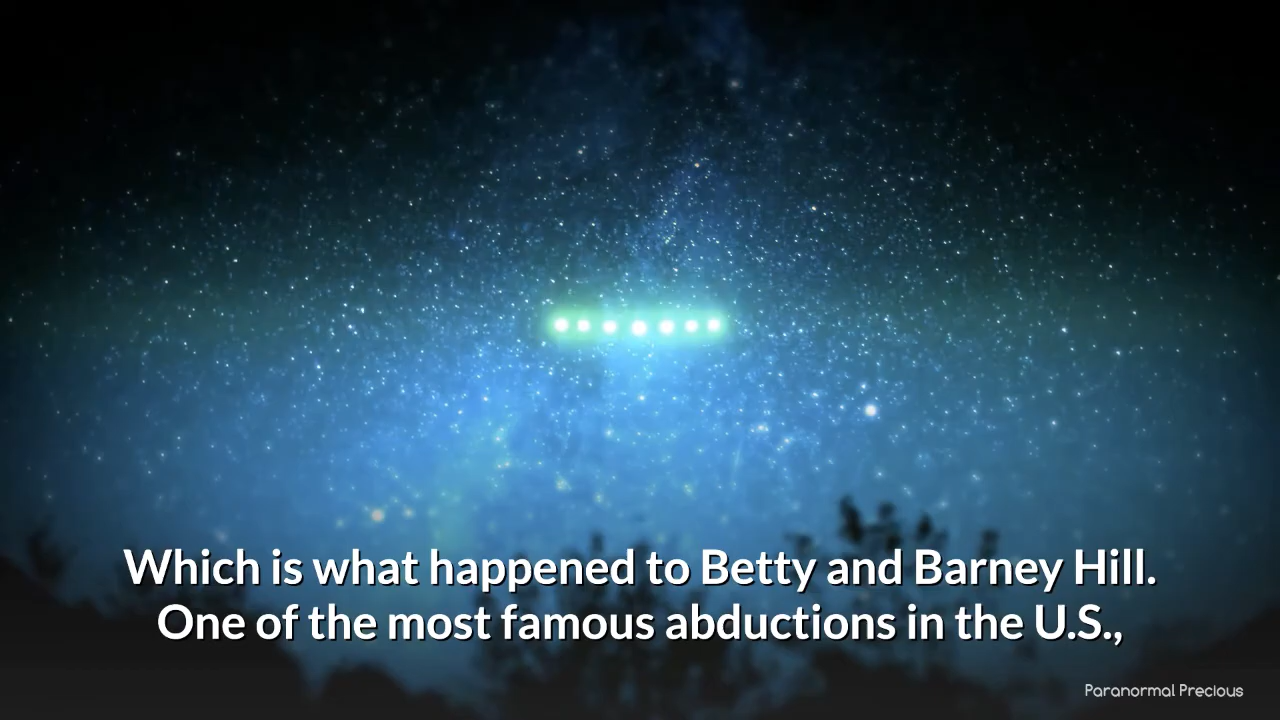 Which is what happened to Betty and Barney Hill.
One of the most famous abductions in the U.S.,
Paranormal Precious